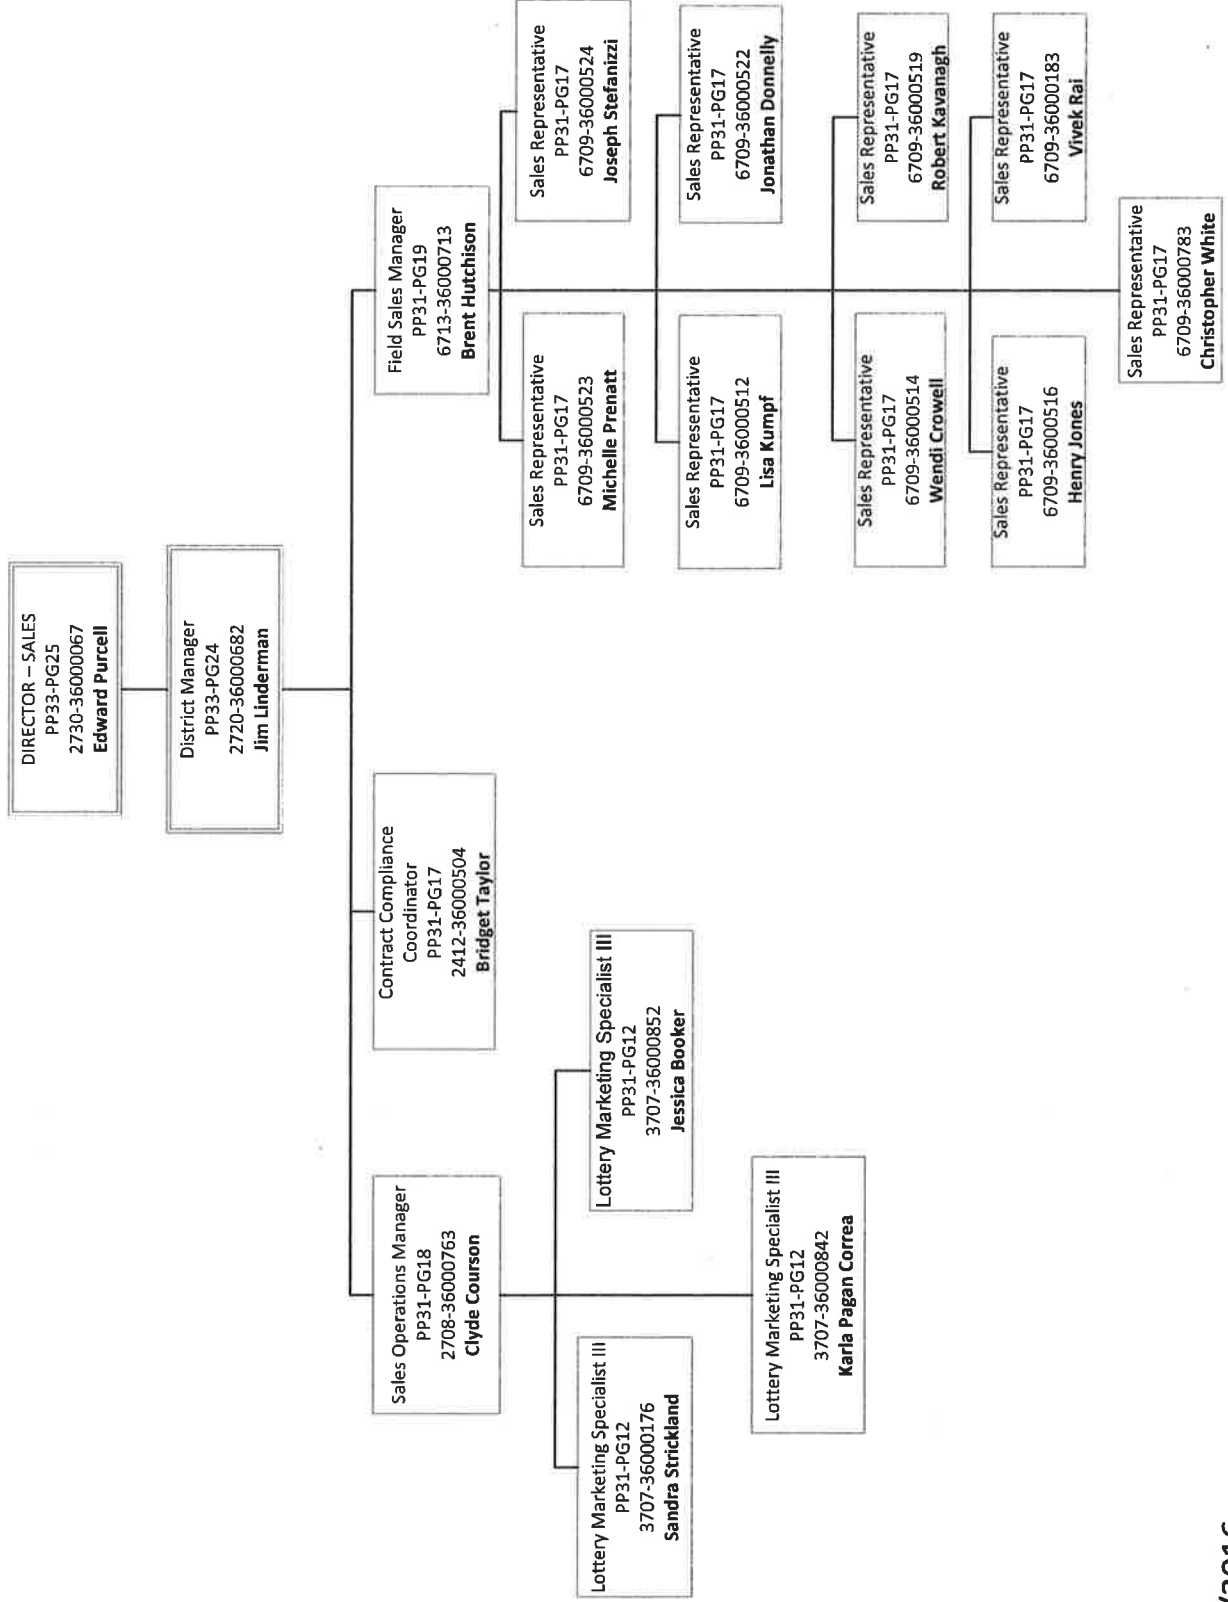 DIRECTOR – SALES
PP33-PG25
2730-36000067
Edward Purcell
District Manager
PP33-PG24
2720-36000682
Jim Linderman
Sales Operations Manager
PP31-PG18
2708-36000763
Clyde Courson
Contract Compliance
Coordinator
PP31-PG17
2412-36000504
Bridget Taylor
Field Sales Manager
PP31-PG19
6713-36000713
Brent Hutchison
Lottery Marketing Specialist III
PP31-PG12
3707-36000176
Sandra Strickland
Lottery Marketing Specialist III
PP31-PG12
3707-36000852
Jessica Booker
Lottery Marketing Specialist III
PP31-PG12
3707-36000842
Karla Pagan Correa
Sales Representative
PP31-PG17
6709-36000523
Michelle Prenatt
Sales Representative
PP31-PG17
6709-36000524
Joseph Stefanizzi
Sales Representative
PP31-PG17
6709-36000512
Lisa Kumpf
Sales Representative
PP31-PG17
6709-36000522
Jonathan Donnelly
Sales Representative
PP31-PG17
6709-36000514
Wendi Crowell
Sales Representative
PP31-PG17
6709-36000519
Robert Kavanagh
Sales Representative
PP31-PG17
6709-36000516
Henry Jones
Sales Representative
PP31-PG17
6709-36000183
Vivek Rai
Sales Representative
PP31-PG17
6709-36000783
Christopher White